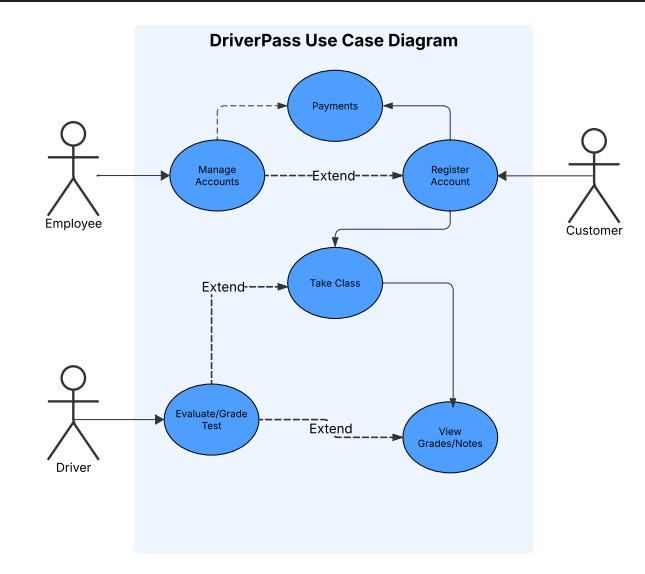 DriverPass Use Case Diagram
Payments
Manage
Accounts
Extend
Register
Account
Employee
Customer
Extend
Take Class
Evaluate/Grade
Test
Extend
View
Grades/Notes
Driver